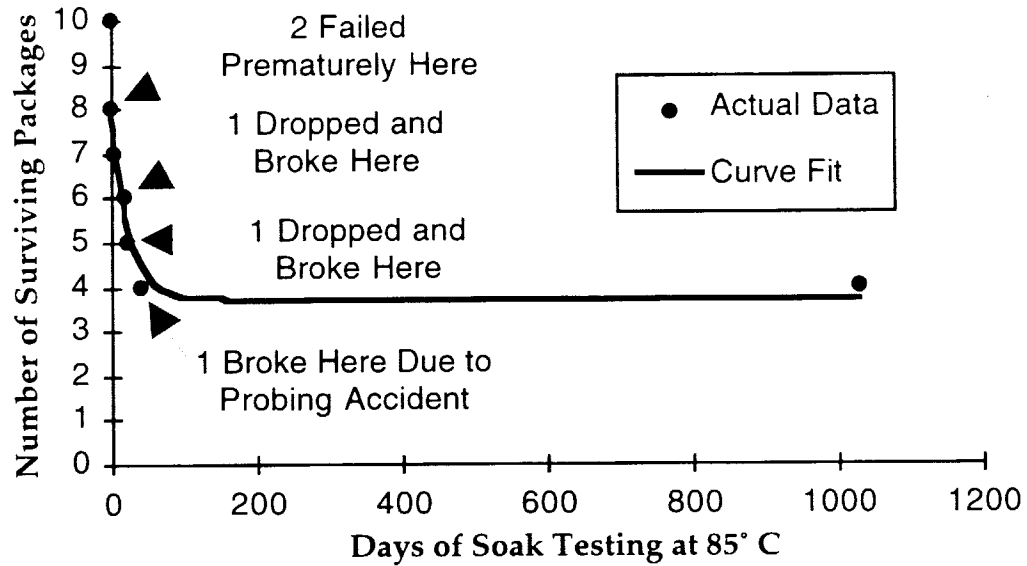 Number of Surviving Packages
10
9
8
7
6
5
4
3
2
1
0
2 Failed
Prematurely Here
1 Dropped and
Broke Here
1 Dropped and
Broke Here
1 Broke Here Due to
Probing Accident
Actual Data
Curve Fit
0 200 400 600 800 1000 1200
Days of Soak Testing at 85° C